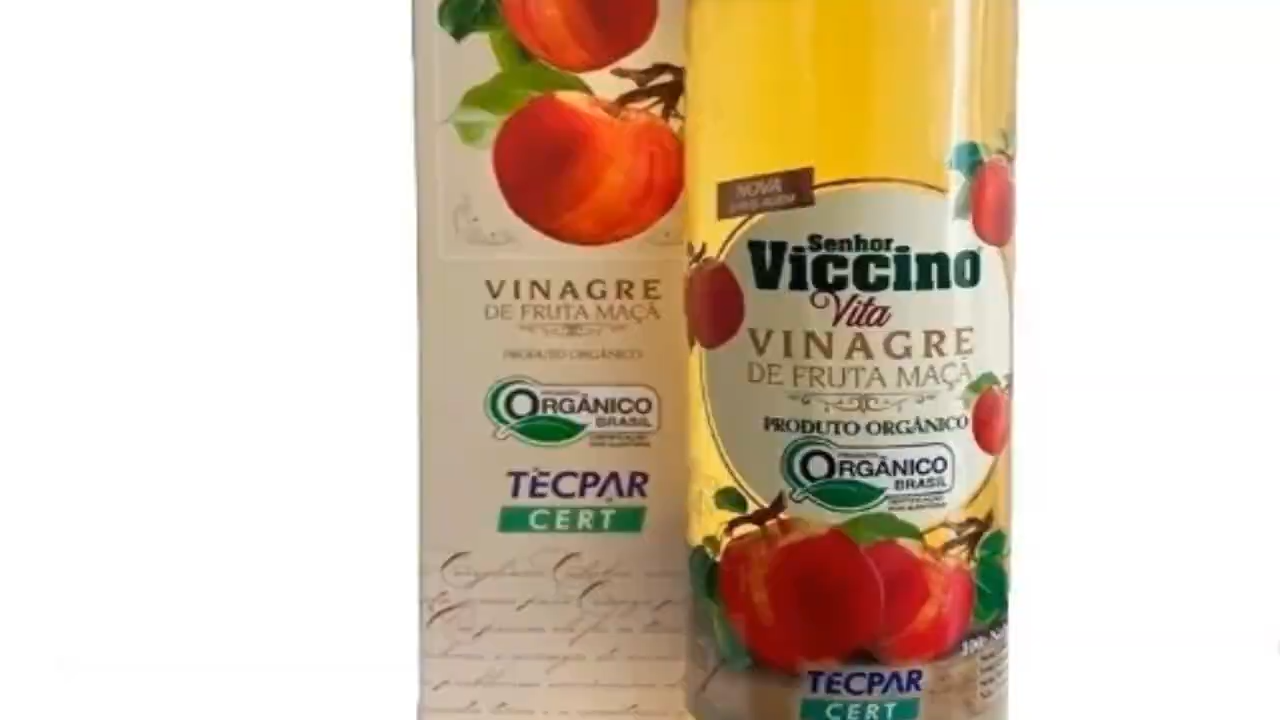 VINAGRE
DE FRUTA MAÇÃ
PRODUTO ORGÂNICO
ORGÂNICO
BRASIL
TECPAR
CERT
NOVA
Senhor
Viccino
Vita
VINAGRE
DE FRUTA MAÇÃ
PRODUTO ORGÂNICO
ORGÂNICO
BRASIL
TECPAR
CERT